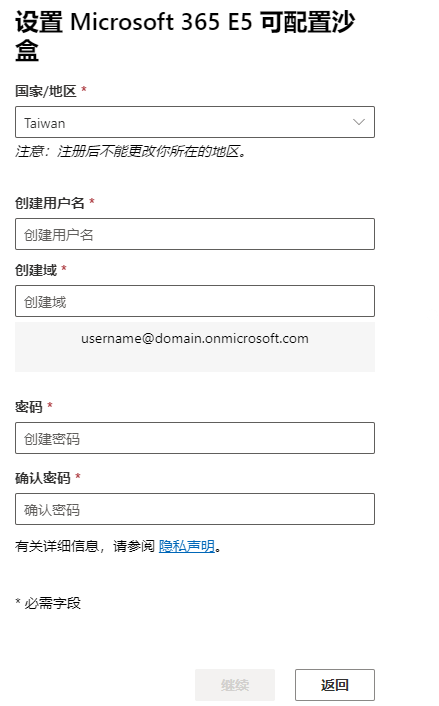 设置 Microsoft 365 E5 可配置沙
盒
国家/地区 *
Taiwan
注意：注册后不能更改你所在的地区。
创建用户名 *
创建用户名
创建域 *
创建域
username@domain.onmicrosoft.com
密码 *
创建密码
确认密码 *
确认密码
有关详细信息，请参阅 隐私声明。
* 必需字段
继续
返回